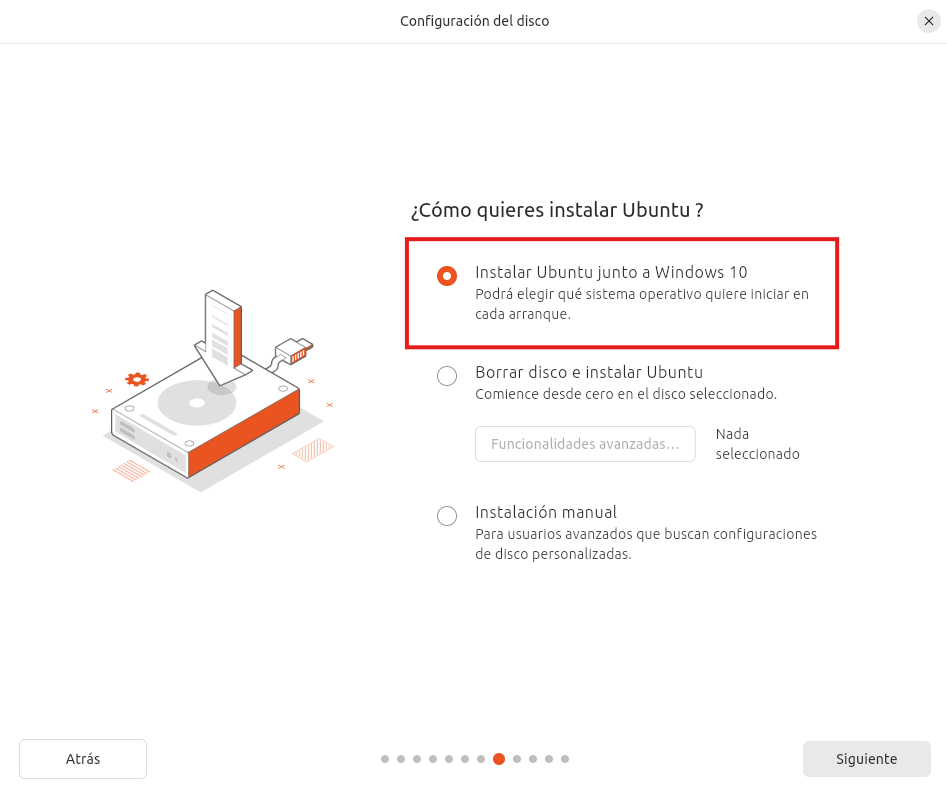 Configuración del disco
¿Cómo quieres instalar Ubuntu ?
Instalar Ubuntu junto a Windows 10
Podrá elegir qué sistema operativo quiere iniciar en
cada arranque.
Borrar disco e instalar Ubuntu
Comience desde cero en el disco seleccionado.
Funcionalidades avanzadas...
Nada
seleccionado
Instalación manual
Para usuarios avanzados que buscan configuraciones
de disco personalizadas.
Atrás
Siguiente